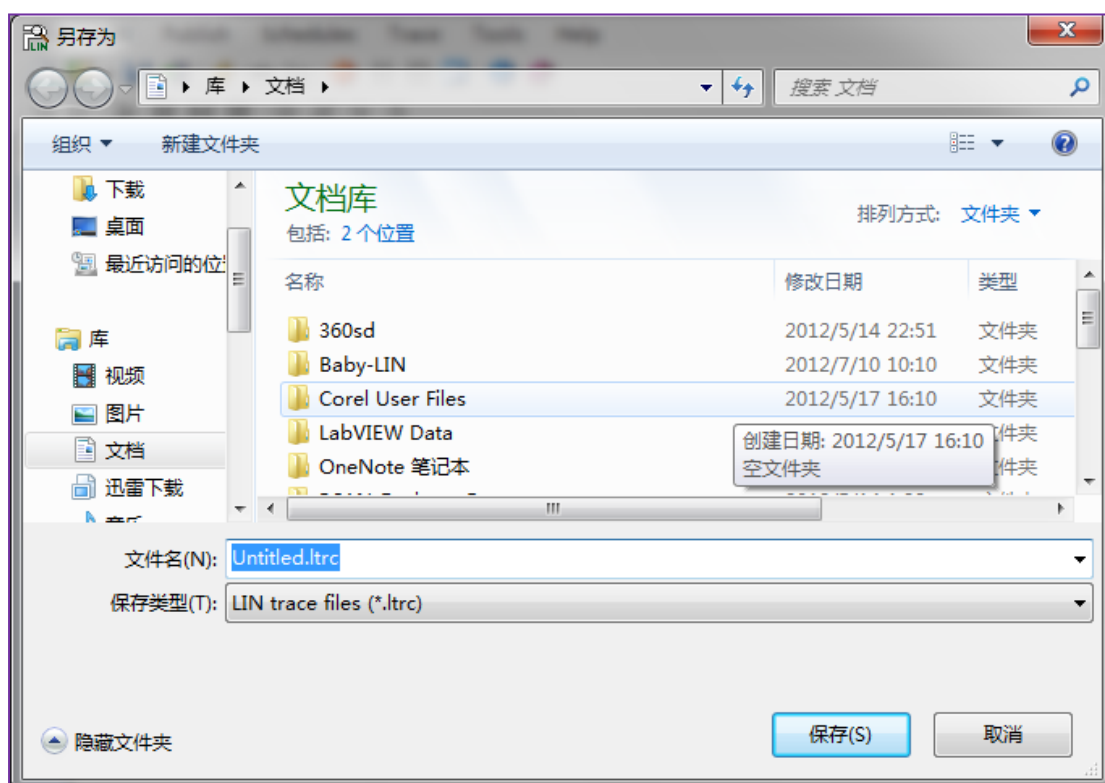 LIN 另存为
库 文档 搜索 文档
组织 新建文件夹
下载
桌面
最近访问的位
库
视频
图片
文档
迅雷下载
文档库
包括: 2 个位置
排列方式: 文件夹
名称 修改日期 类型
360sd 2012/5/14 22:51 文件夹
Baby-LIN 2012/7/10 10:10 文件夹
Corel User Files 2012/5/17 16:10 文件夹
LabVIEW Data 件夹
OneNote 笔记本 件夹
创建日期: 2012/5/17 16:10
空文件夹
文件名(N): Untitled.ltrc
保存类型(T): LIN trace files (*.ltrc)
隐藏文件夹 保存(S) 取消